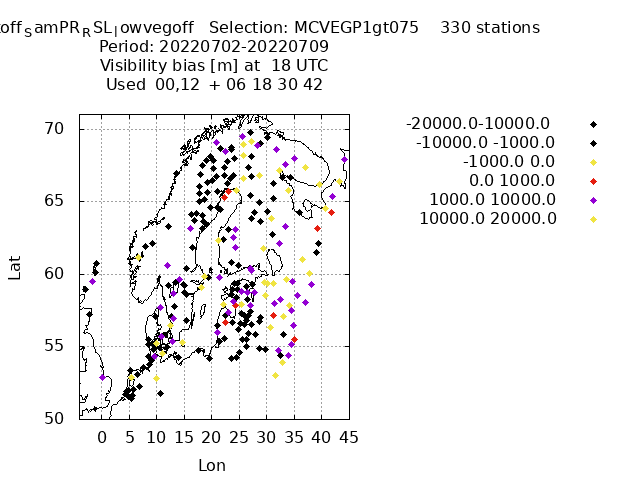 off SamPR RSL lowvegoff Selection: MCVEGP1gt075 330 stations
Period: 20220702-20220709
Visibility bias [m] at 18 UTC
Used 00,12 + 06 18 30 42
-20000.0-10000.0
-10000.0 -1000.0
-1000.0 0.0
0.0 1000.0
1000.0 10000.0
10000.0 20000.0
70
65
60
55
50
Lat
0 5 10 15 20 25 30 35 40 45
Lon